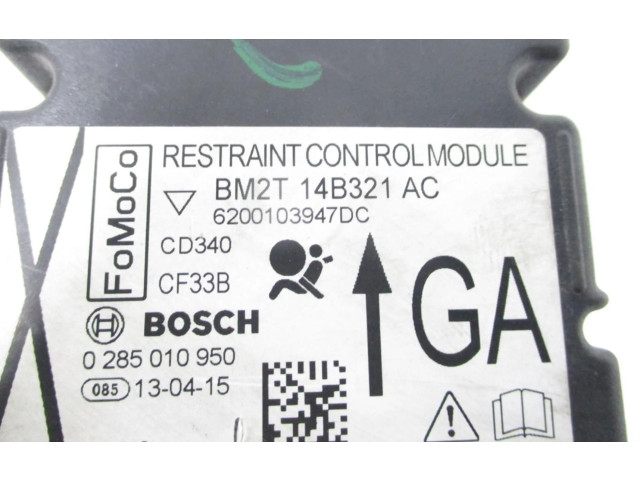 FoMoCo
RESTRAINT CONTROL MODULE
BM2T 14B321 AC
6200103947DC
CD340
CF33B
GA
BOSCH
0 285 010 950
085 13-04-15